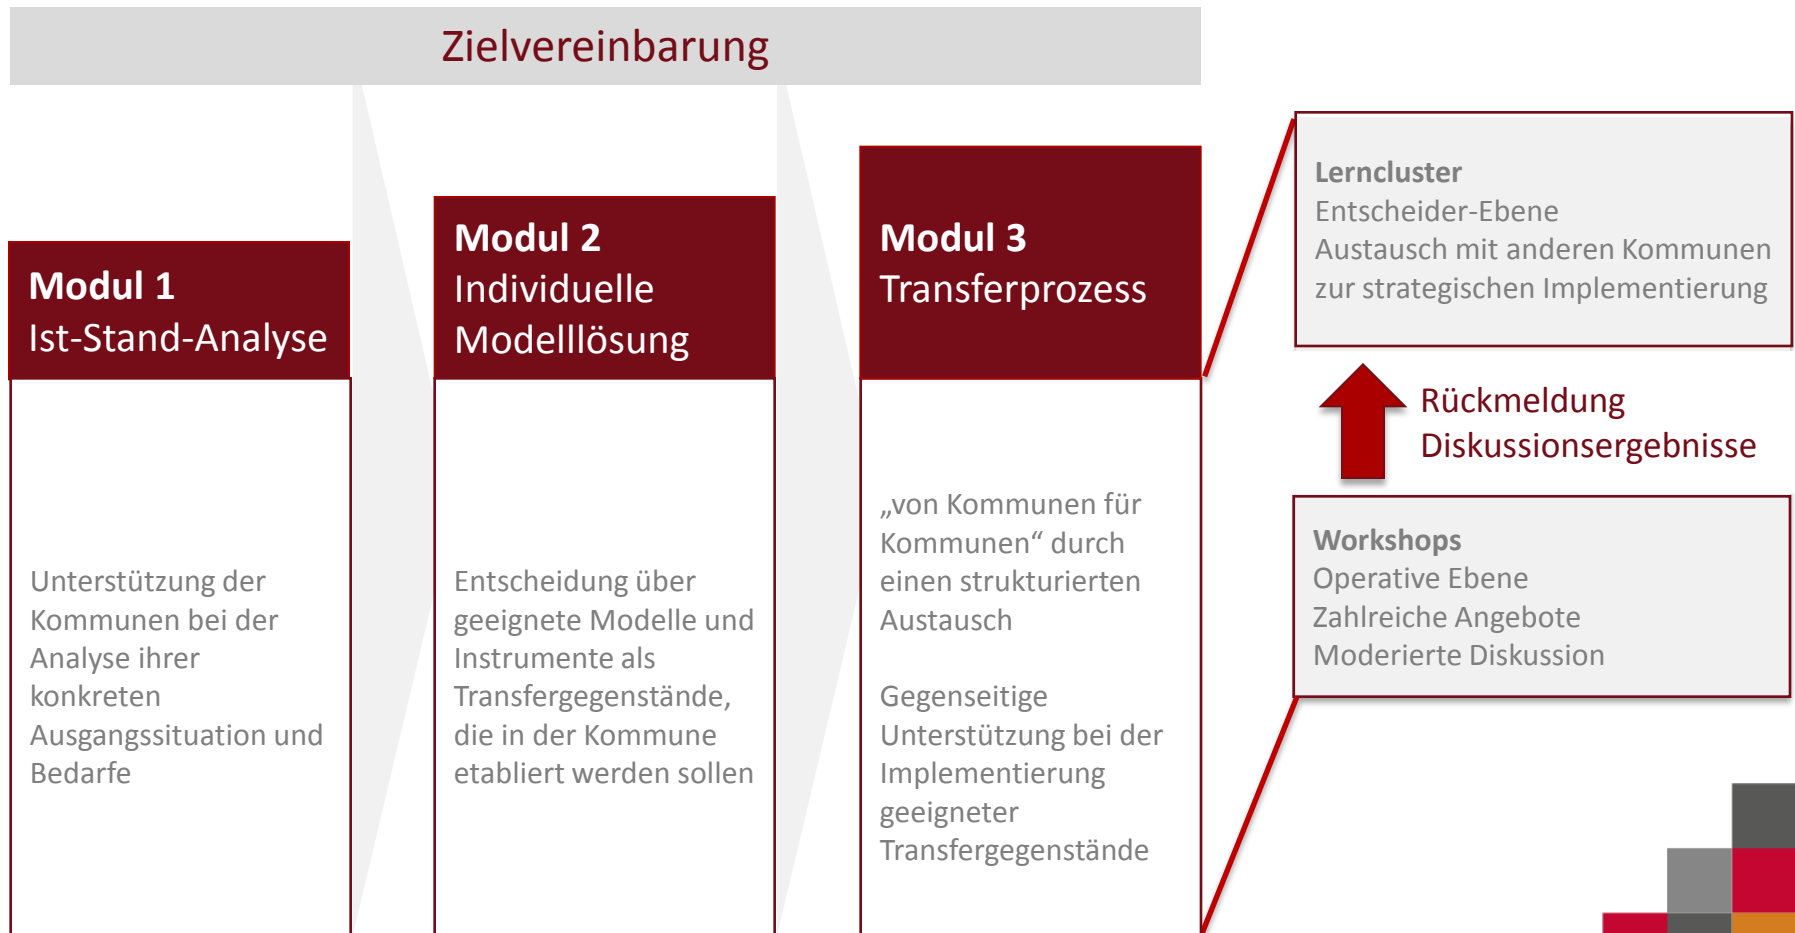 Zielvereinbarung
Modul 1
Ist-Stand-Analyse
Unterstützung der
Kommunen bei der
Analyse ihrer
konkreten
Ausgangssituation und
Bedarfe
Modul 2
Individuelle
Modelllösung
Entscheidung über
geeignete Modelle und
Instrumente als
Transfergegenstände,
die in der Kommune
etabliert werden sollen
Modul 3
Transferprozess
„von Kommunen für
Kommunen“ durch
einen strukturierten
Austausch
Gegenseitige
Unterstützung bei der
Implementierung
geeigneter
Transfergegenstände
Lerncluster
Entscheider-Ebene
Austausch mit anderen Kommunen
zur strategischen Implementierung
Rückmeldung
Diskussionsergebnisse
Workshops
Operative Ebene
Zahlreiche Angebote
Moderierte Diskussion